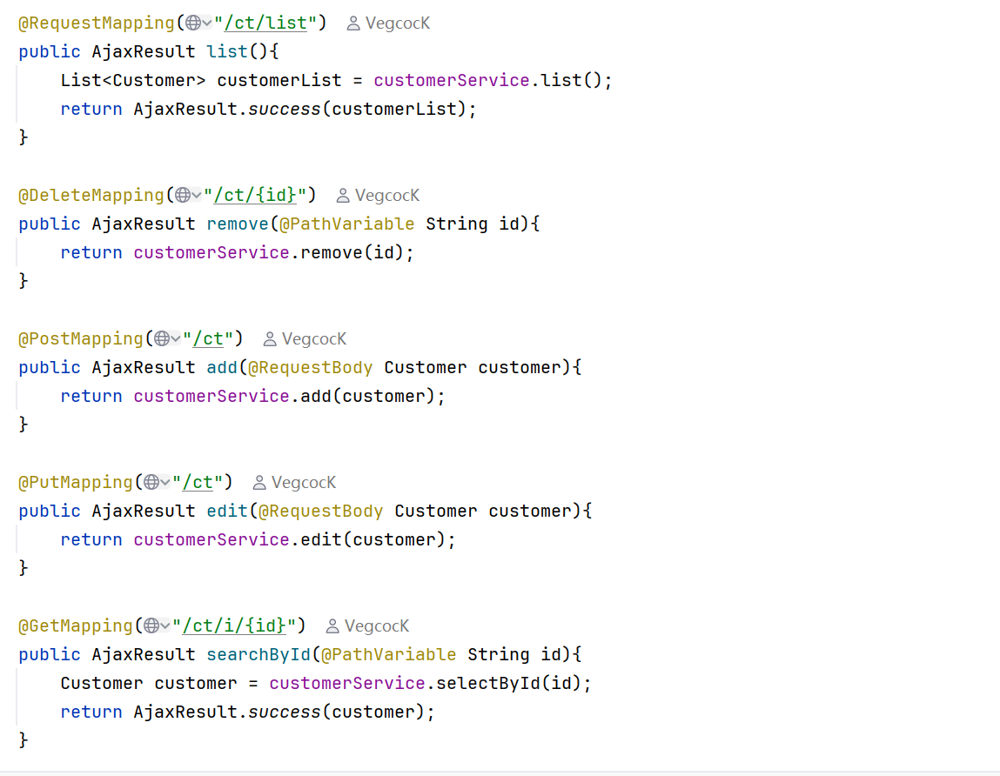 @RequestMapping("/ct/list") VegcocK
public AjaxResult list(){
    List<Customer> customerList = customerService.list();
    return AjaxResult.success(customerList);
}
@DeleteMapping("/ct/{id}") VegcocK
public AjaxResult remove(@PathVariable String id){
    return customerService.remove(id);
}
@PostMapping("/ct") VegcocK
public AjaxResult add(@RequestBody Customer customer){
    return customerService.add(customer);
}
@PutMapping("/ct") VegcocK
public AjaxResult edit(@RequestBody Customer customer){
    return customerService.edit(customer);
}
@GetMapping("/ct/i/{id}") VegcocK
public AjaxResult searchById(@PathVariable String id){
    Customer customer = customerService.selectById(id);
    return AjaxResult.success(customer);
}